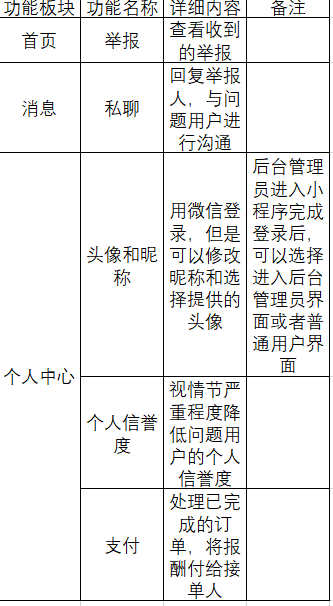 功能板块 功能名称 详细内容 备注
首页 举报 查看收到
的举报
消息 私聊 回复举报
人，与问
题用户进
行沟通
个人中心
头像和昵
称
用微信登
录，但是
可以修改
昵称和选
择提供的
头像
后台管理
员进入小
程序完成
登录后，
可以选择
进入后台
管理员界
面或者普
通用户界
面
个人信誉
度
视情节严
重程度降
低问题用
户的个人
信誉度
支付
处理已完
成的订
单，将报
酬付给接
单人